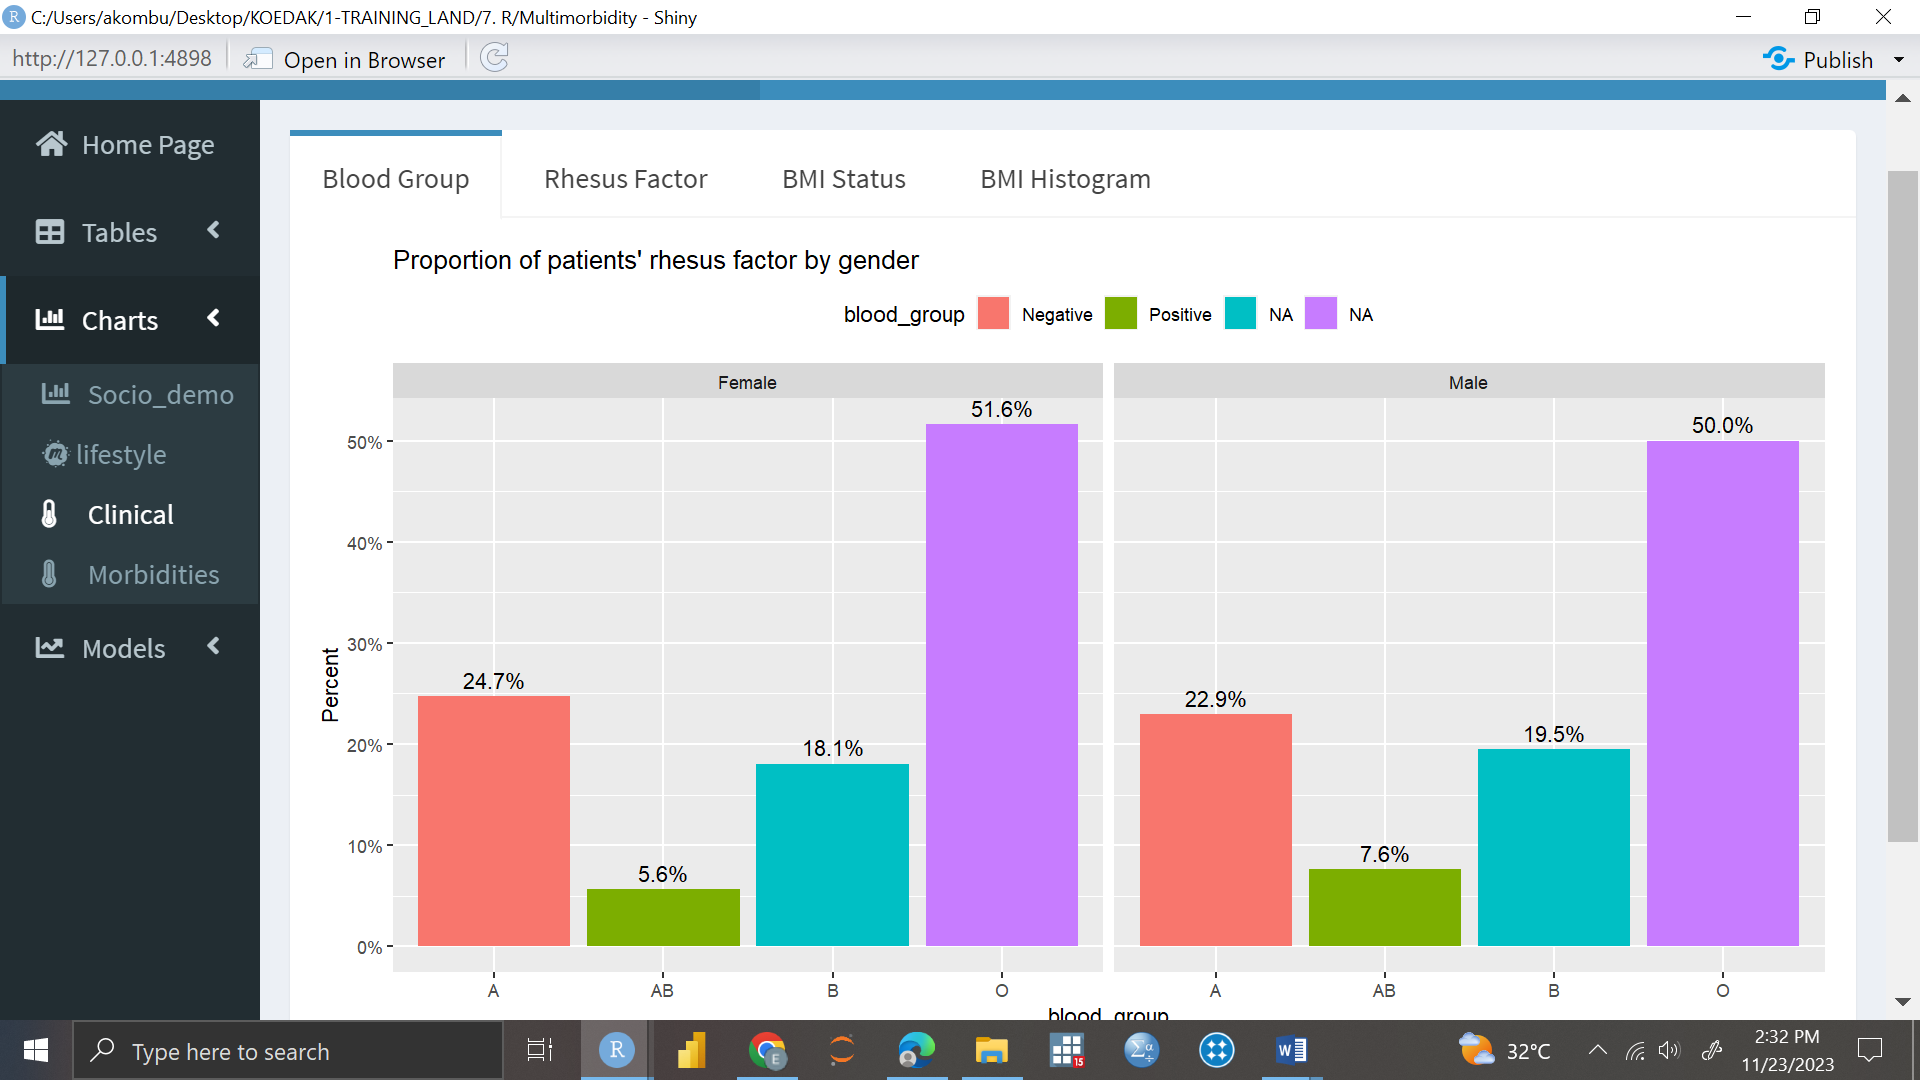 R C:/Users/akombu/Desktop/KOEDAK/1-TRAINING_LAND/7. R/Multimorbidity - Shiny
http://127.0.0.1:4898 Open in Browser Publish
Home Page
Tables
Charts
Socio_demo
lifestyle
Clinical
Morbidities
Models
Blood Group Rhesus Factor BMI Status BMI Histogram
Proportion of patients' rhesus factor by gender
blood_group Negative Positive NA NA
Female Male
51.6%
50.0%
24.7%
22.9%
18.1%
19.5%
5.6%
7.6%
Percent
50%
40%
30%
20%
10%
0%
A AB B O A AB B O
blood_group
Type here to search
R
E
15
Σα
W
32°C
2:32 PM
11/23/2023